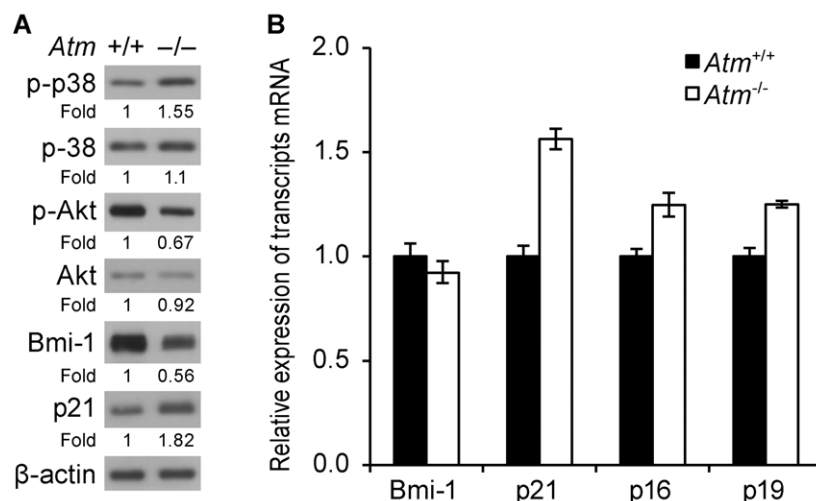 A
Atm +/+ –/–
p-p38
Fold 1 1.55
p-38
Fold 1 1.1
p-Akt
Fold 1 0.67
Akt
Fold 1 0.92
Bmi-1
Fold 1 0.56
p21
Fold 1 1.82
β-actin
B
Relative expression of transcripts mRNA
2.0
1.5
1.0
0.5
0.0
Atm+/+
Atm-/-
Bmi-1 p21 p16 p19